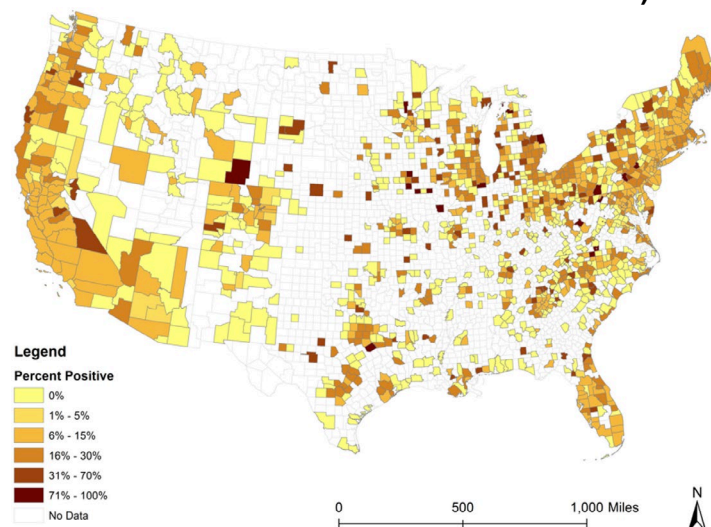 Legend
Percent Positive
0%
1% - 5%
6% - 15%
16% - 30%
31% - 70%
71% - 100%
No Data
0 500 1,000 Miles
N